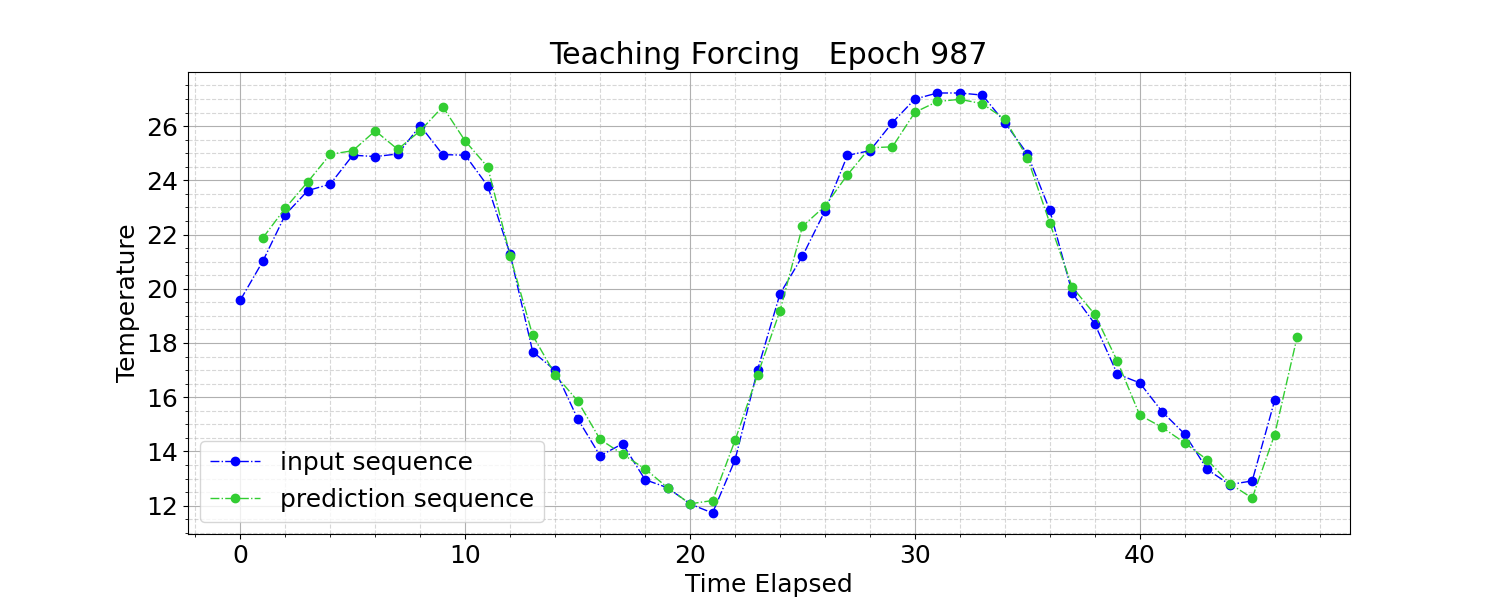 Teaching Forcing   Epoch 987
Temperature
26
24
22
20
18
16
14
12
input sequence
prediction sequence
0 10 20 30 40
Time Elapsed